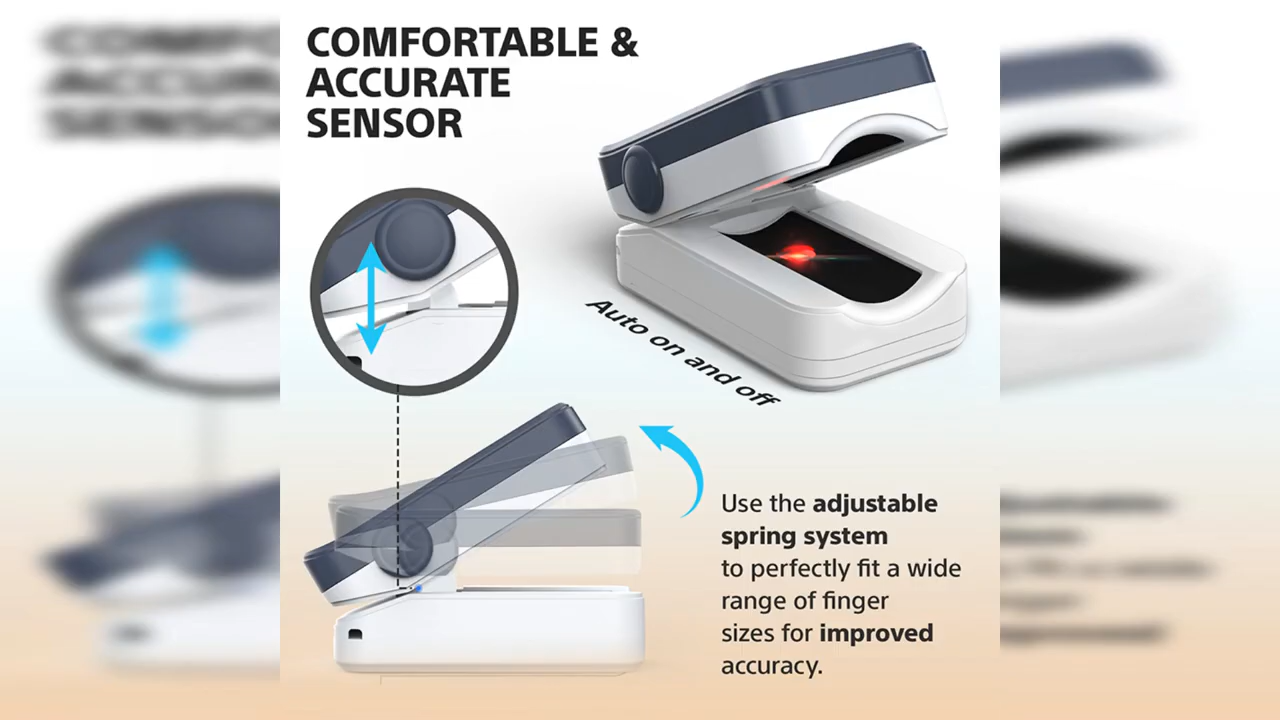 COMFORTABLE &
ACCURATE
SENSOR
Auto on and off
Use the adjustable
spring system
to perfectly fit a wide
range of finger
sizes for improved
accuracy.